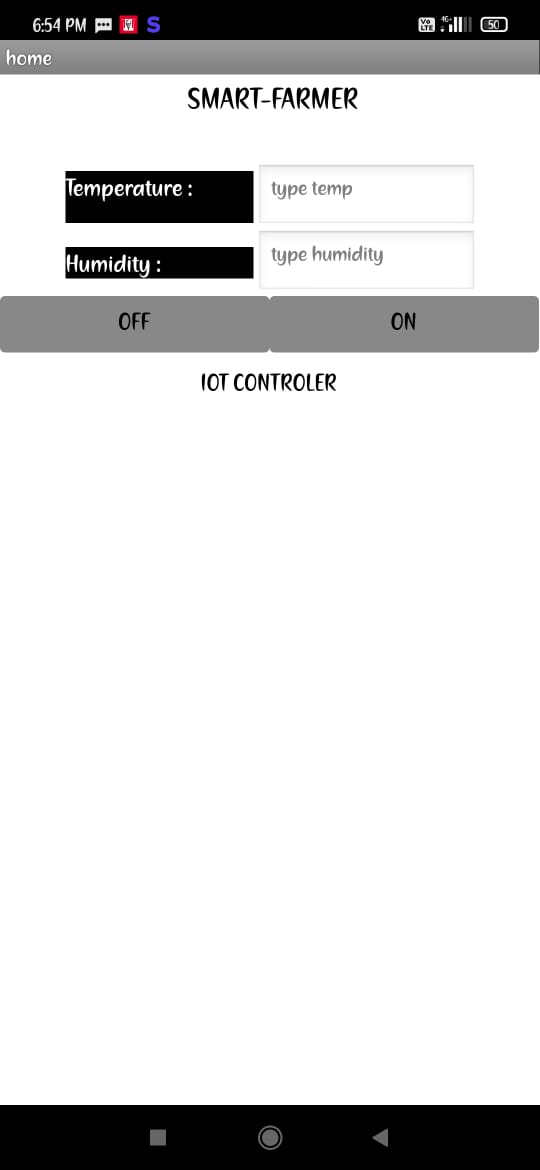 6:54 PM S VO LTE 4G 50
home
SMART-FARMER
Temperature : type temp
Humidity : type humidity
OFF ON
IOT CONTROLER